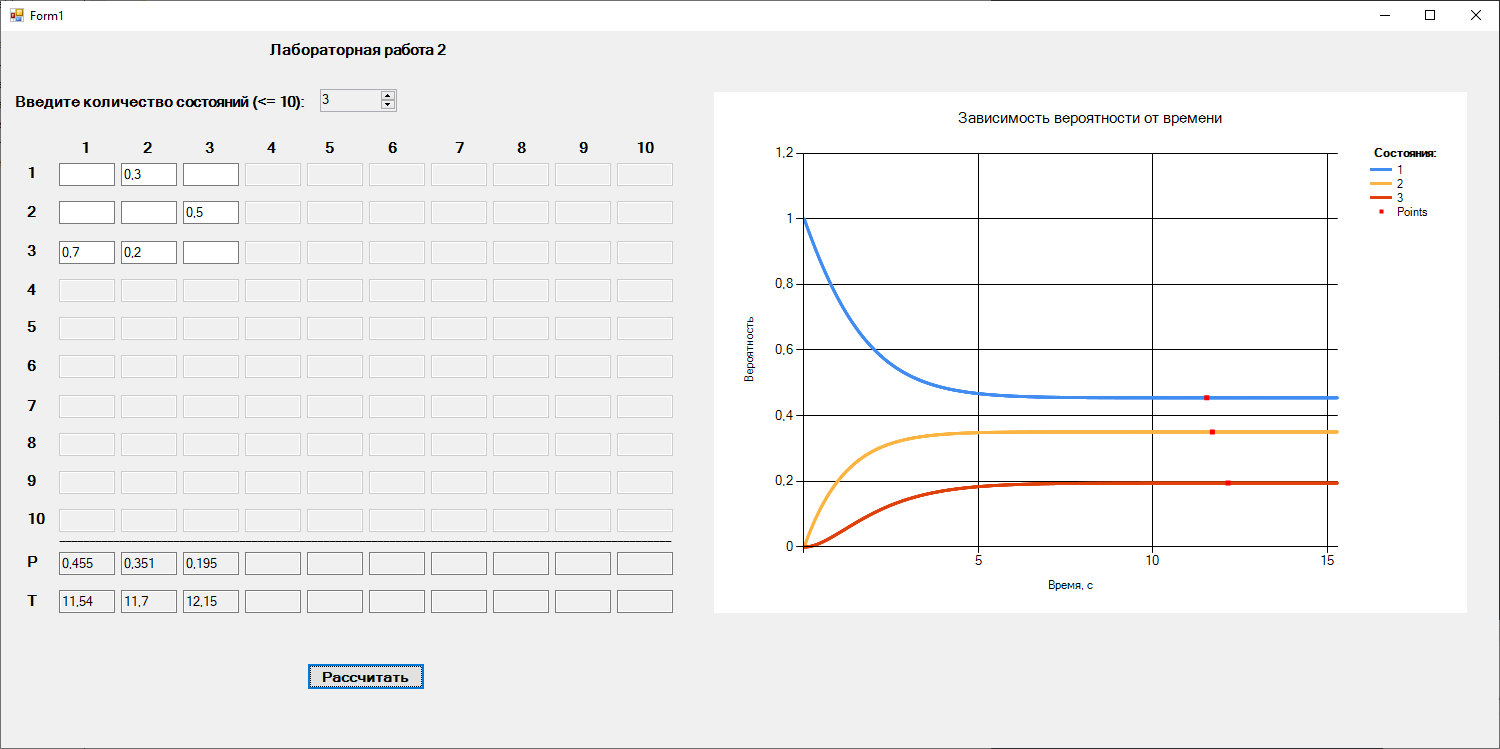 Form1
Лабораторная работа 2
Введите количество состояний (<= 10): 3
1 2 3 4 5 6 7 8 9 10
1 0,3
2 0,5
3 0,7 0,2
4
5
6
7
8
9
10
P 0,455 0,351 0,195
T 11,54 11,7 12,15
Рассчитать
Зависимость вероятности от времени
1,2
1
0,8
0,6
0,4
0,2
0
Вероятность
5 10 15
Время, с
Состояния:
1
2
3
Points